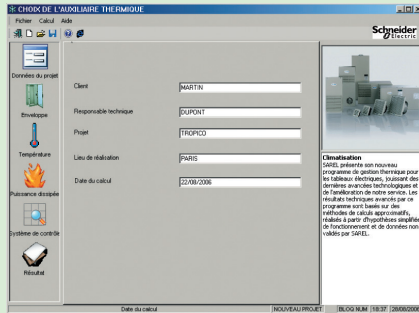 CHOIX DE L'AUXILIAIRE THERMIQUE
Fichier Calcul Aide
Schneider
Electric
Données du projet
Enveloppe
Température
Puissance dissipée
Système de contrôle
Résultat
Client
MARTIN
Responsable technique
DUPONT
Projet
TROPICO
Lieu de réalisation
PARIS
Date du calcul
22/08/2006
Climatisation
SAREL présente son nouveau
programme de gestion thermique pour
les tableaux électriques, jouissant des
dernières avancées technologiques et
de l'amélioration de notre service. Les
résultats techniques avancés par ce
programme sont basés sur des
méthodes de calculs approximatifs,
réalisés à partir d'hypothèses simplifiées
de fonctionnement et de données non
validés par SAREL.
Date du calcul
NOUVEAU PROJET
BLOQ NUM
18:37
28/08/2006